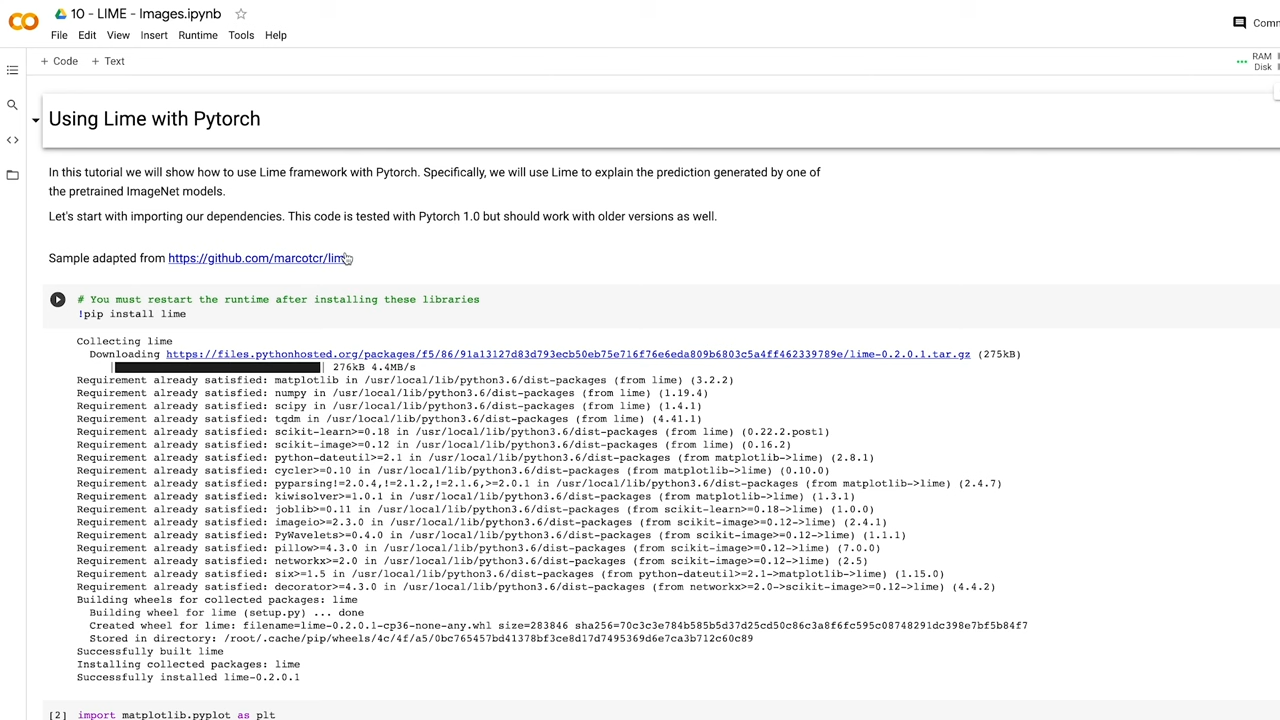 10 - LIME - Images.ipynb
File Edit View Insert Runtime Tools Help
+ Code + Text
RAM
Disk
Using Lime with Pytorch
In this tutorial we will show how to use Lime framework with Pytorch. Specifically, we will use Lime to explain the prediction generated by one of
the pretrained ImageNet models.
Let's start with importing our dependencies. This code is tested with Pytorch 1.0 but should work with older versions as well.
Sample adapted from https://github.com/marcotcr/lime
# You must restart the runtime after installing these libraries
!pip install lime
Collecting lime
Downloading https://files.pythonhosted.org/packages/f5/86/91a13127d83d793ecb50eb75e716f76e6eda809b6803c5a4ff462339789e/lime-0.2.0.1.tar.gz (275kB)
| | 276kB 4.4MB/s
Requirement already satisfied: matplotlib in /usr/local/lib/python3.6/dist-packages (from lime) (3.2.2)
Requirement already satisfied: numpy in /usr/local/lib/python3.6/dist-packages (from lime) (1.19.4)
Requirement already satisfied: scipy in /usr/local/lib/python3.6/dist-packages (from lime) (1.4.1)
Requirement already satisfied: tqdm in /usr/local/lib/python3.6/dist-packages (from lime) (4.41.1)
Requirement already satisfied: scikit-learn>=0.18 in /usr/local/lib/python3.6/dist-packages (from lime) (0.22.2.post1)
Requirement already satisfied: scikit-image>=0.12 in /usr/local/lib/python3.6/dist-packages (from lime) (0.16.2)
Requirement already satisfied: python-dateutil>=2.1 in /usr/local/lib/python3.6/dist-packages (from matplotlib->lime) (2.8.1)
Requirement already satisfied: cycler>=0.10 in /usr/local/lib/python3.6/dist-packages (from matplotlib->lime) (0.10.0)
Requirement already satisfied: pyparsing!=2.0.4,!=2.1.2,!=2.1.6,>=2.0.1 in /usr/local/lib/python3.6/dist-packages (from matplotlib->lime) (2.4.7)
Requirement already satisfied: kiwisolver>=1.0.1 in /usr/local/lib/python3.6/dist-packages (from matplotlib->lime) (1.3.1)
Requirement already satisfied: joblib>=0.11 in /usr/local/lib/python3.6/dist-packages (from scikit-learn>=0.18->lime) (1.0.0)
Requirement already satisfied: imageio>=2.3.0 in /usr/local/lib/python3.6/dist-packages (from scikit-image>=0.12->lime) (2.4.1)
Requirement already satisfied: PyWavelets>=0.4.0 in /usr/local/lib/python3.6/dist-packages (from scikit-image>=0.12->lime) (1.1.1)
Requirement already satisfied: pillow>=4.3.0 in /usr/local/lib/python3.6/dist-packages (from scikit-image>=0.12->lime) (7.0.0)
Requirement already satisfied: networkx>=2.0 in /usr/local/lib/python3.6/dist-packages (from scikit-image>=0.12->lime) (2.5)
Requirement already satisfied: six>=1.5 in /usr/local/lib/python3.6/dist-packages (from python-dateutil>=2.1->matplotlib->lime) (1.15.0)
Requirement already satisfied: decorator>=4.3.0 in /usr/local/lib/python3.6/dist-packages (from networkx>=2.0->scikit-image>=0.12->lime) (4.4.2)
Building wheels for collected packages: lime
Building wheel for lime (setup.py) ... done
Created wheel for lime: filename=lime-0.2.0.1-cp36-none-any.whl size=283846 sha256=70c3c3e784b585b5d37d25cd50c86c3a8f6fc595c08748291dc398e7bf5b84f7
Stored in directory: /root/.cache/pip/wheels/4c/4f/a5/0bc765457bd41378bf3ce8d17d7495369d6e7ca3b712c60c89
Successfully built lime
Installing collected packages: lime
Successfully installed lime-0.2.0.1
[2] import matplotlib.pyplot as plt